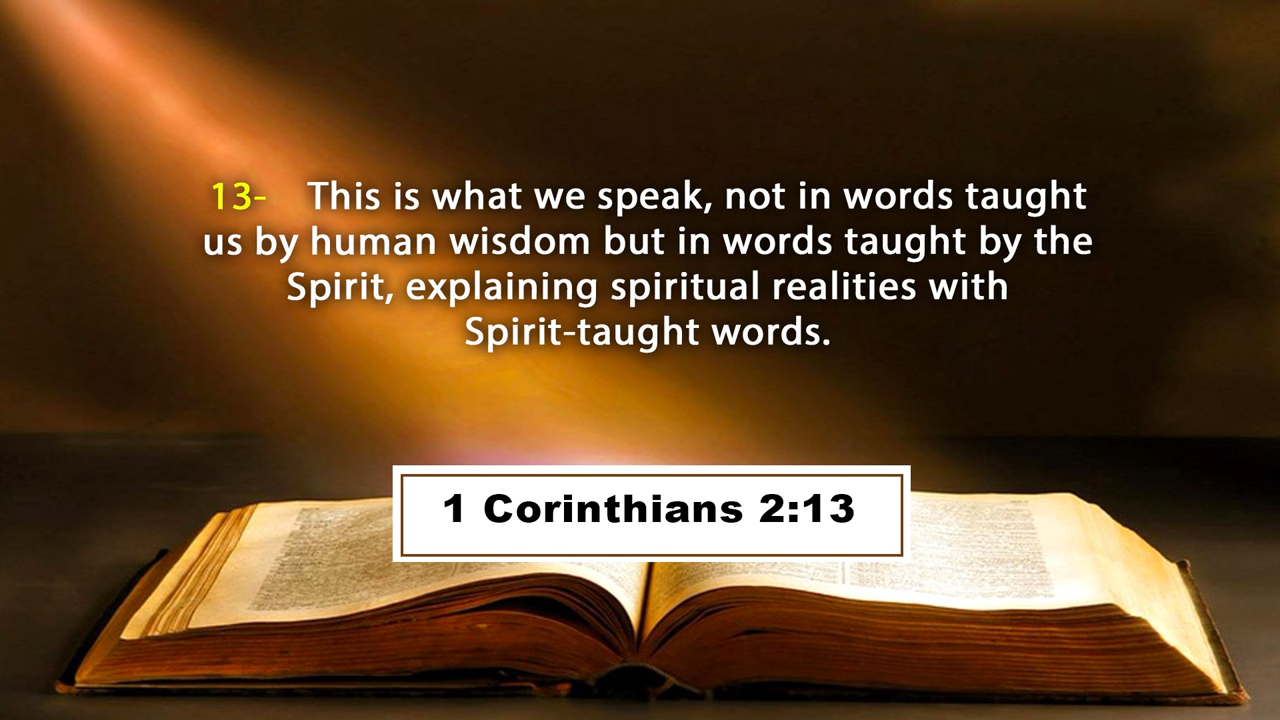 13- This is what we speak, not in words taught
us by human wisdom but in words taught by the
Spirit, explaining spiritual realities with
Spirit-taught words.
1 Corinthians 2:13